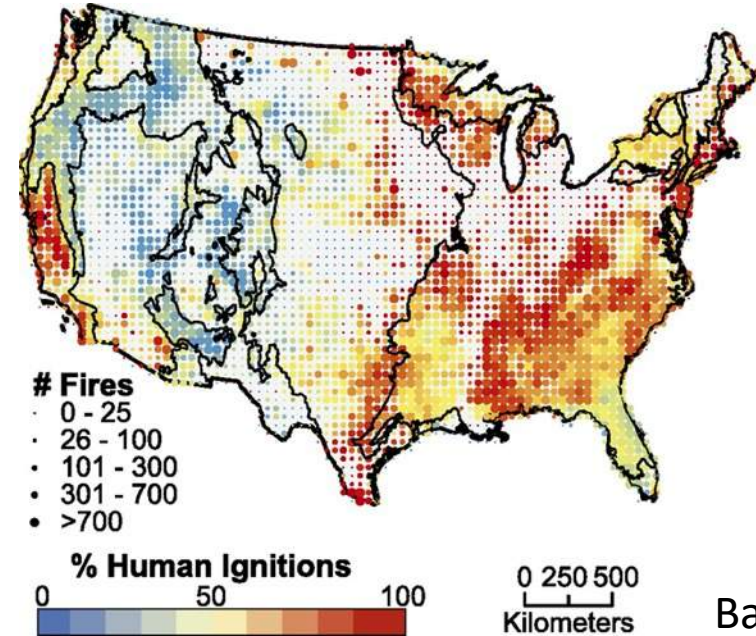 # Fires
0 - 25
26 - 100
101 - 300
301 - 700
>700
% Human Ignitions
0 50 100
0 250 500
Kilometers
Ba